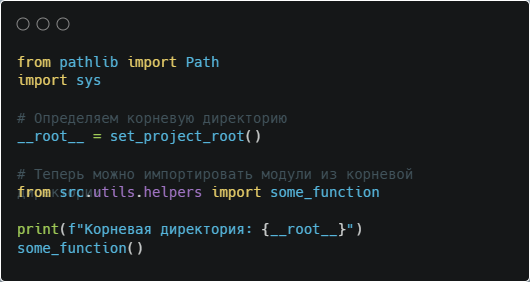 from pathlib import Path
import sys
# Определяем корневую директорию
__root__ = set_project_root()
# Теперь можно импортировать модули из корневой
директории
from src.utils.helpers import some_function
print(f"Корневая директория: {__root__}")
some_function()